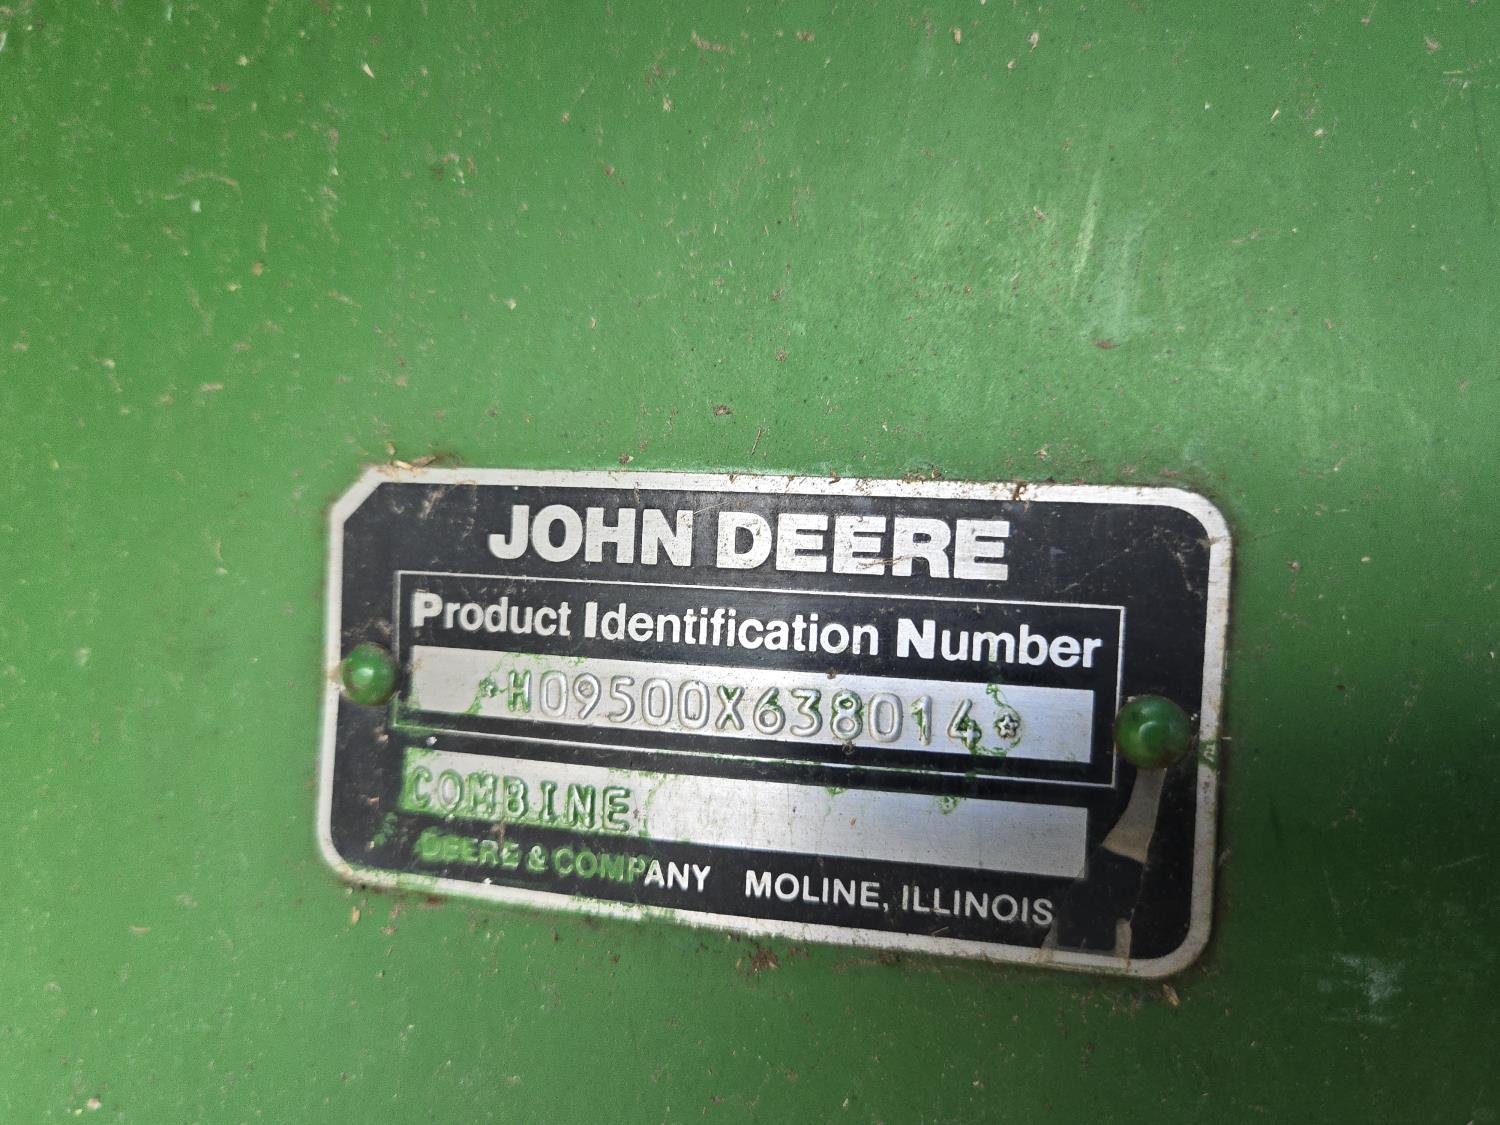 JOHN DEERE
Product Identification Number
*H09500X638014*
COMBINE
DEERE & COMPANY MOLINE, ILLINOIS